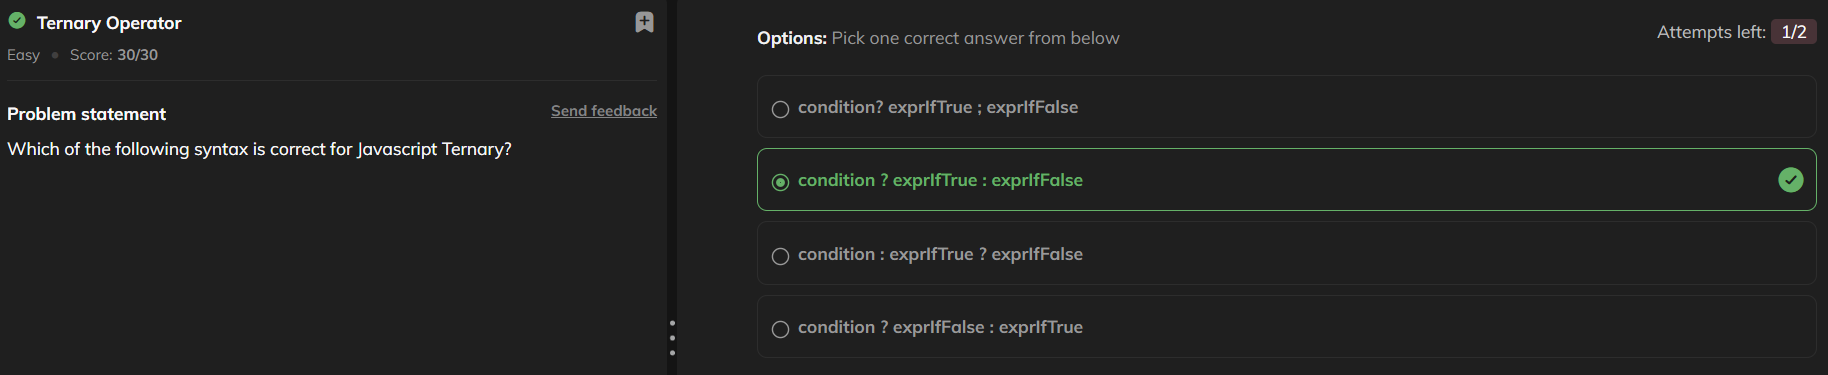 Ternary Operator
Easy • Score: 30/30
Problem statement
Send feedback
Which of the following syntax is correct for Javascript Ternary?
Options: Pick one correct answer from below
Attempts left: 1/2
condition? exprIfTrue ; exprIfFalse
condition ? exprIfTrue : exprIfFalse
condition : exprIfTrue ? exprIfFalse
condition ? exprIfFalse : exprIfTrue